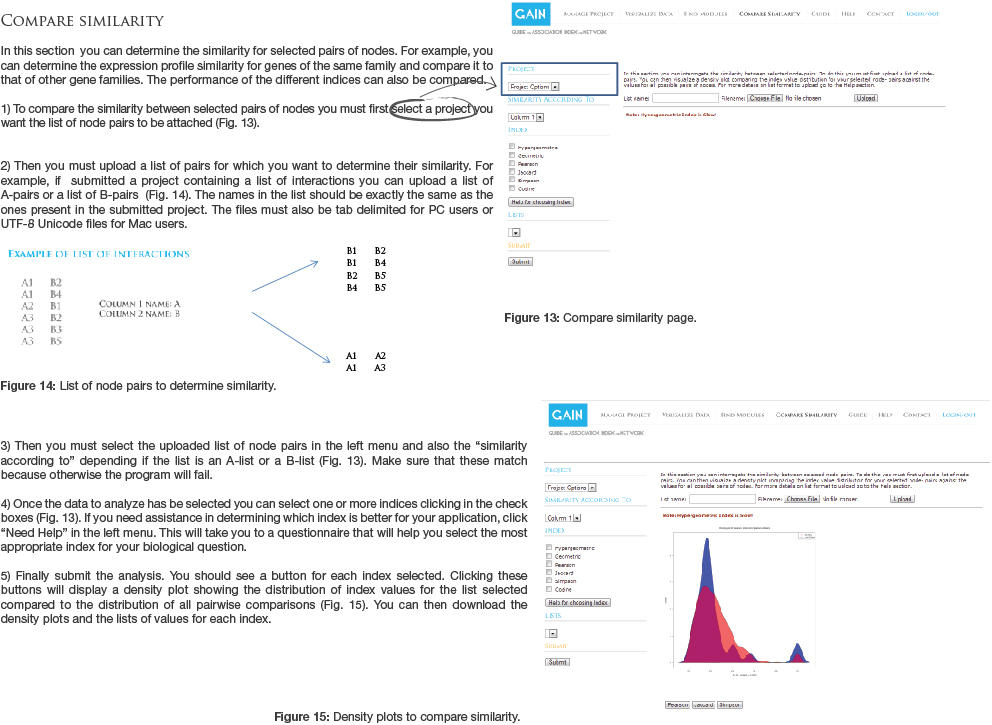 Compare similarity
In this section you can determine the similarity for selected pairs of nodes. For example, you
can determine the expression profile similarity for genes of the same family and compare it to
that of other gene families. The performance of the different indices can also be compared.
1) To compare the similarity between selected pairs of nodes you must first select a project you
want the list of node pairs to be attached (Fig. 13).
2) Then you must upload a list of pairs for which you want to determine their similarity. For
example, if submitted a project containing a list of interactions you can upload a list of
A-pairs or a list of B-pairs (Fig. 14). The names in the list should be exactly the same as the
ones present in the submitted project. The files must also be tab delimited for PC users or
UTF-8 Unicode files for Mac users.
Example of list of interactions
A1 B2
A1 B4
A2 B1
A3 B2
A3 B3
A3 B5
Column 1 name: A
Column 2 name: B
B1 B2
B1 B4
B2 B5
B4 B5
A1 A2
A1 A3
Figure 14: List of node pairs to determine similarity.
3) Then you must select the uploaded list of node pairs in the left menu and also the “similarity
according to” depending if the list is an A-list or a B-list (Fig. 13). Make sure that these match
because otherwise the program will fail.
4) Once the data to analyze has be selected you can select one or more indices clicking in the check
boxes (Fig. 13). If you need assistance in determining which index is better for your application, click
“Need Help” in the left menu. This will take you to a questionnaire that will help you select the most
appropriate index for your biological question.
5) Finally submit the analysis. You should see a button for each index selected. Clicking these
buttons will display a density plot showing the distribution of index values for the list selected
compared to the distribution of all pairwise comparisons (Fig. 15). You can then download the
density plots and the lists of values for each index.
GAIN
Manage Project Visualize Data Find Modules Compare Similarity Guide Help Contact Login/Out
Guide for Association Index for Networks
Project
Project Options
Similarity According To
Column 1
Index
Hypergeometric
Geometric
Pearson
Jaccard
Simpson
Cosine
Help for choosing Index
Lists
Submit
Submit
In this section you can interrogate the similarity between selected node-pairs. To do this you must first upload a list of node-
pairs. You can then visualize a density plot comparing the index value distribution for your selected node-pairs against the
values for all possible pairs of nodes. For more details on list format to upload go to the Help section.
List name: Filename: Choose File No file chosen Upload
Note: Hypergeometric Index is Slow!
Figure 13: Compare similarity page.
GAIN
Manage Project Visualize Data Find Modules Compare Similarity Guide Help Contact Login/Out
Guide for Association Index for Networks
Project
Project Options
Similarity According To
Column 1
Index
Hypergeometric
Geometric
Pearson
Jaccard
Simpson
Cosine
Help for choosing Index
Lists
Submit
Submit
In this section you can interrogate the similarity between selected node-pairs. To do this you must first upload a list of node-
pairs. You can then visualize a density plot comparing the index value distribution for your selected node-pairs against the
values for all possible pairs of nodes. For more details on list format to upload go to the Help section.
List name: Filename: Choose File No file chosen Upload
Note: Hypergeometric Index is Slow!
Pearson Jaccard Simpson
Figure 15: Density plots to compare similarity.